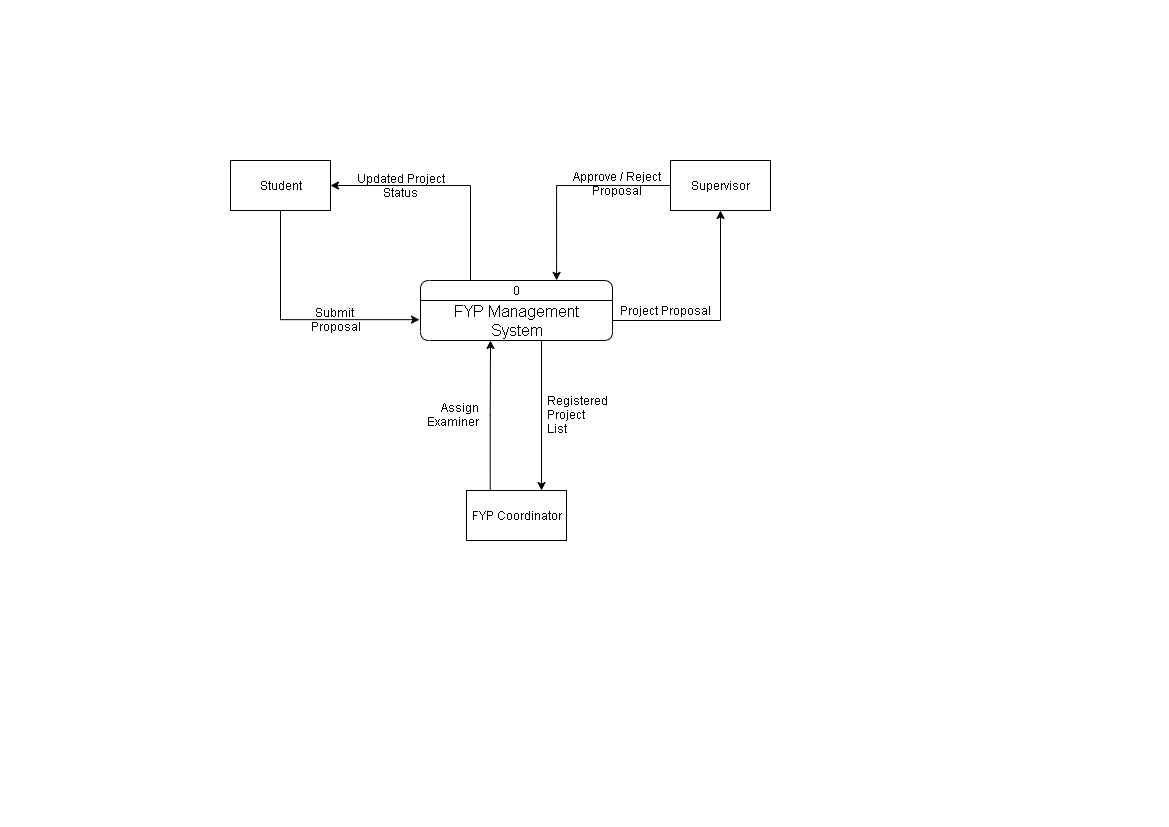 Student
Updated Project
Status
Approve / Reject
Proposal
Supervisor
0
FYP Management
System
Submit
Proposal
Project Proposal
Assign
Examiner
Registered
Project
List
FYP Coordinator